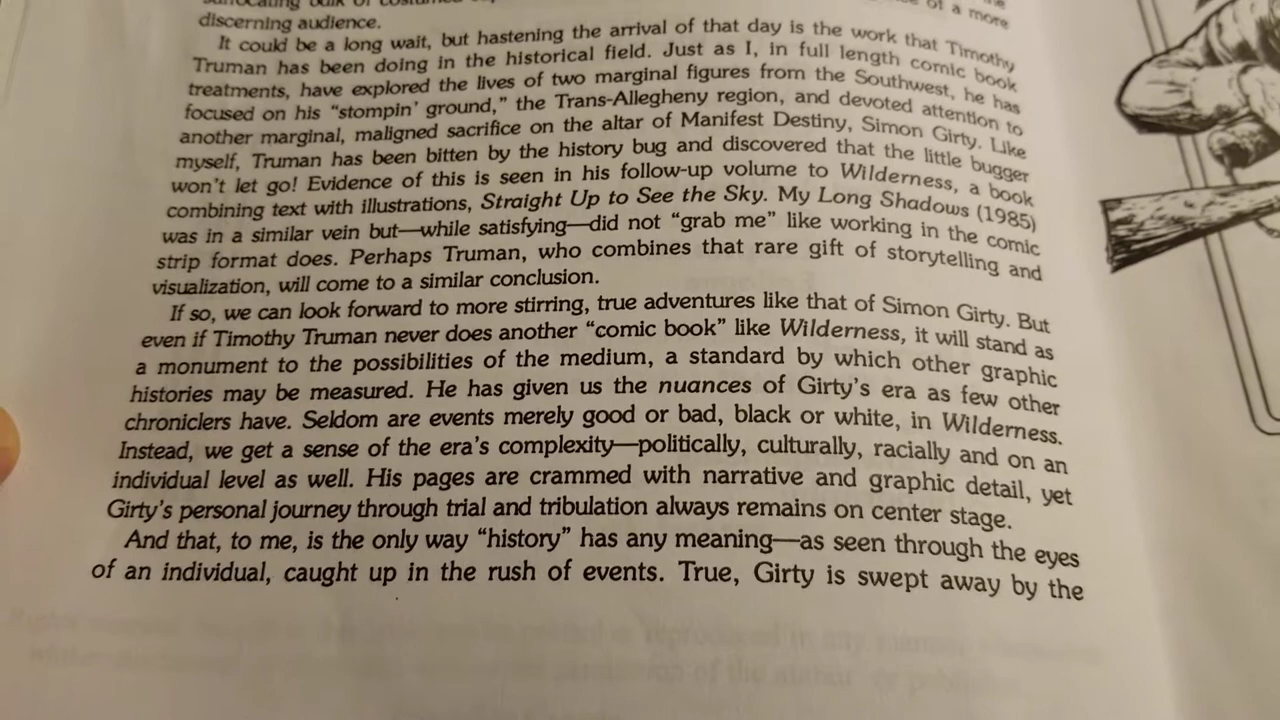 of a more
discerning audience.
It could be a long wait, but hastening the arrival of that day is the work that Timothy
Truman has been doing in the historical field. Just as I, in full length comic book
treatments, have explored the lives of two marginal figures from the Southwest, he has
focused on his “stompin’ ground,” the Trans-Allegheny region, and devoted attention to
another marginal, maligned sacrifice on the altar of Manifest Destiny, Simon Girty. Like
myself, Truman has been bitten by the history bug and discovered that the little bugger
won’t let go! Evidence of this is seen in his follow-up volume to Wilderness, a book
combining text with illustrations, Straight Up to See the Sky. My Long Shadows (1985)
was in a similar vein but—while satisfying—did not “grab me” like working in the comic
strip format does. Perhaps Truman, who combines that rare gift of storytelling and
visualization, will come to a similar conclusion.
If so, we can look forward to more stirring, true adventures like that of Simon Girty. But
even if Timothy Truman never does another “comic book” like Wilderness, it will stand as
a monument to the possibilities of the medium, a standard by which other graphic
histories may be measured. He has given us the nuances of Girty’s era as few other
chroniclers have. Seldom are events merely good or bad, black or white, in Wilderness.
Instead, we get a sense of the era’s complexity—politically, culturally, racially and on an
individual level as well. His pages are crammed with narrative and graphic detail, yet
Girty’s personal journey through trial and tribulation always remains on center stage.
And that, to me, is the only way “history” has any meaning—as seen through the eyes
of an individual, caught up in the rush of events. True, Girty is swept away by the